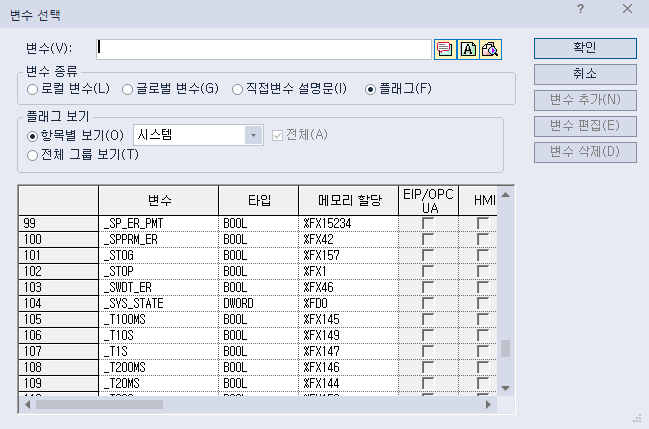 변수 선택
?
변수(V):
A
확인
변수 종류
로컬 변수(L) 글로벌 변수(G) 직접변수 설명문(I) 플래그(F)
취소
변수 추가(N)
플래그 보기
변수 편집(E)
항목별 보기(O) 시스템 전체(A)
변수 삭제(D)
전체 그룹 보기(T)
변수 타입 메모리 할당 EIP/OPC UA HMI
99 _SP_ER_PMT BOOL %FX15234
100 _SPPRM_ER BOOL %FX42
101 _STOG BOOL %FX157
102 _STOP BOOL %FX1
103 _SWDT_ER BOOL %FX46
104 _SYS_STATE DWORD %FD0
105 _T100MS BOOL %FX145
106 _T10S BOOL %FX149
107 _T1S BOOL %FX147
108 _T200MS BOOL %FX146
109 _T20MS BOOL %FX144